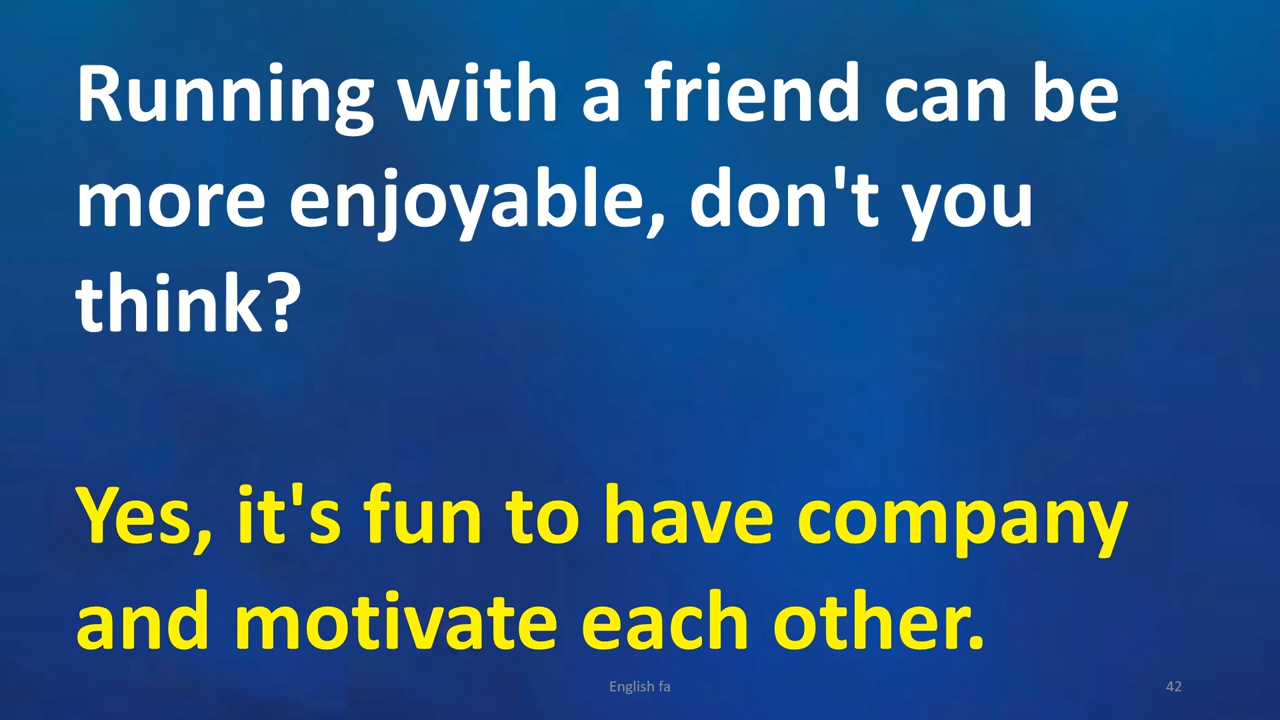 Running with a friend can be
more enjoyable, don't you
think?
Yes, it's fun to have company
and motivate each other.
English fa
42